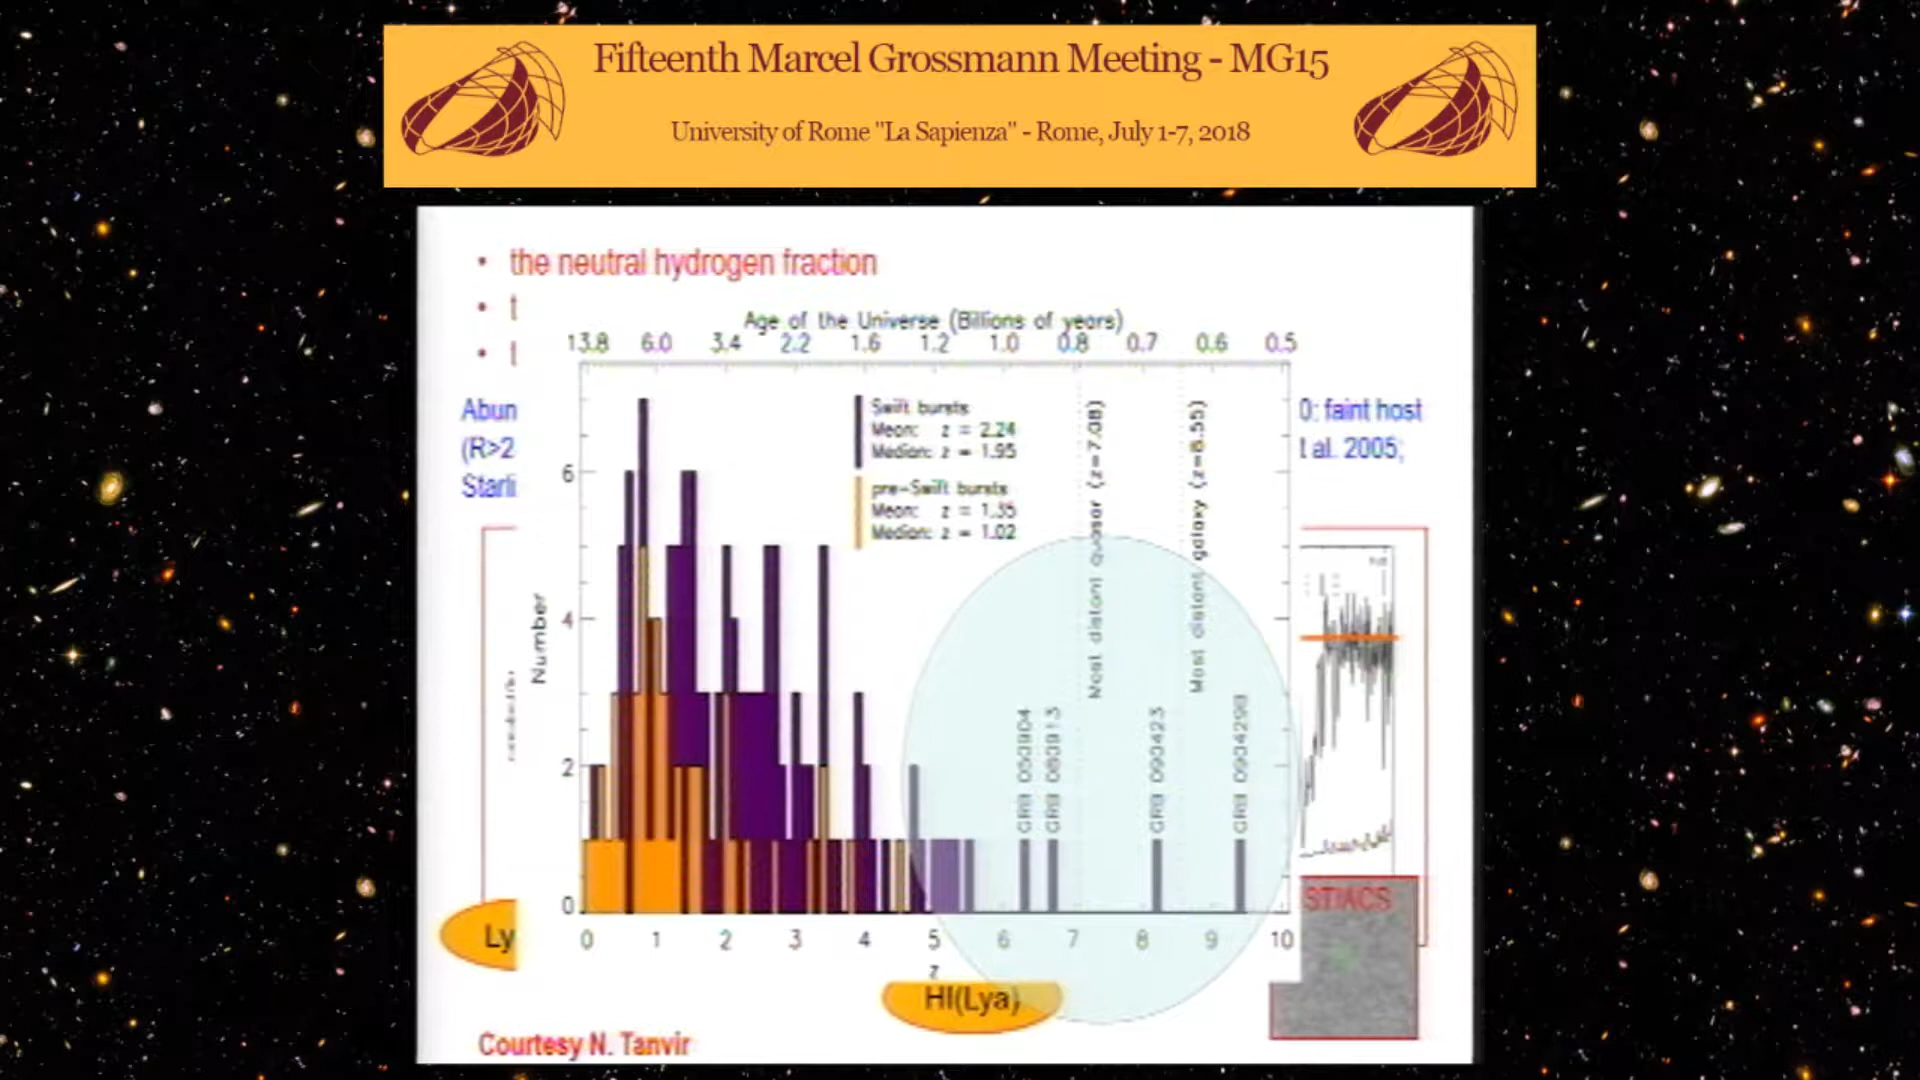 Fifteenth Marcel Grossmann Meeting - MG15
University of Rome "La Sapienza" - Rome, July 1-7, 2018
• the neutral hydrogen fraction
• t
•
Age of the Universe (Billions of years)
13.8 6.0 3.4 2.2 1.6 1.2 1.0 0.8 0.7 0.6 0.5
Abun
0: faint host
(R>2
t al. 2005;
Starli
Swift bursts
Mean: z = 2.24
Median: z = 1.95
pre-Swift bursts
Mean: z = 1.35
Median: z = 1.02
Most distant quasar (z=7.08)
Most distant galaxy (z=8.55)
Number
6
4
2
0
GRB 050904
GRB 080913
GRB 090423
GRB 090429B
0 1 2 3 4 5 6 7 8 9 10
z
STIACS
Ly
HI(Lya)
Courtesy N. Tanvir